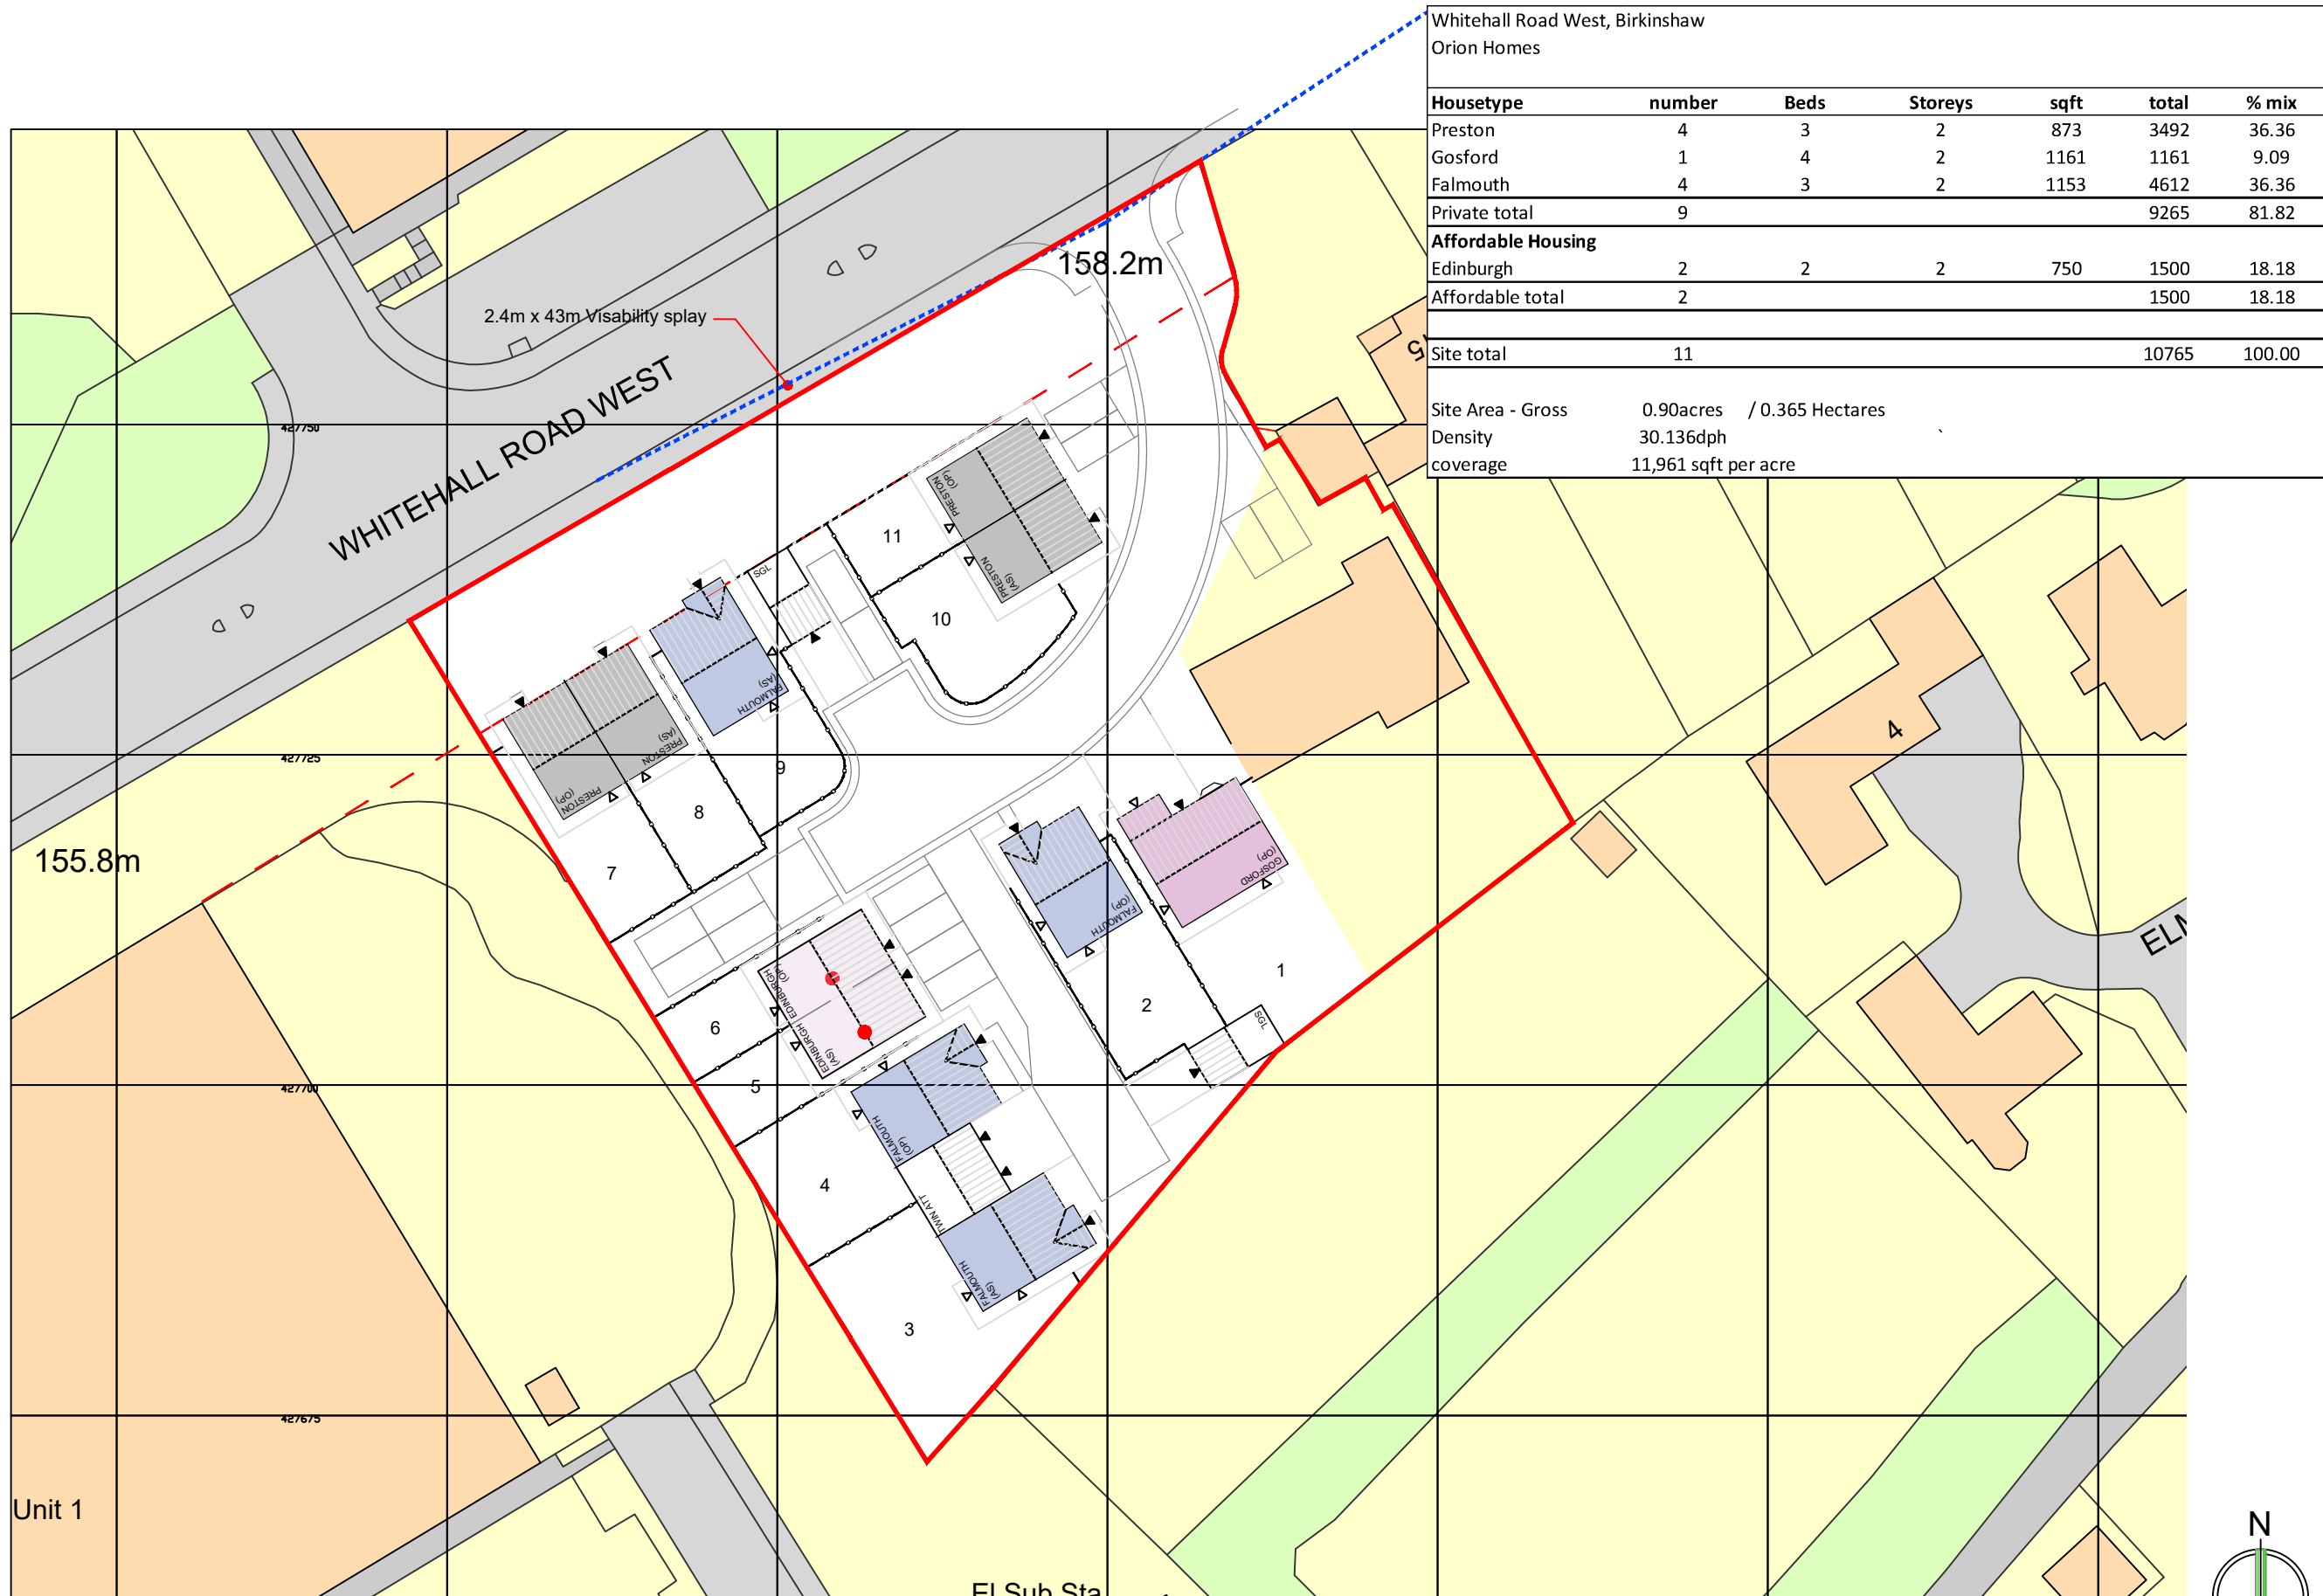 Whitehall Road West, Birkinshaw
Orion Homes
Housetype number Beds Storeys sqft total % mix
Preston 4 3 2 873 3492 36.36
Gosford 1 4 2 1161 1161 9.09
Falmouth 4 3 2 1153 4612 36.36
Private total 9 9265 81.82
Affordable Housing
Edinburgh 2 2 2 750 1500 18.18
Affordable total 2 1500 18.18
Site total 11 10765 100.00
Site Area - Gross 0.90acres / 0.365 Hectares
Density 30.136dph `
coverage 11,961 sqft per acre
158.2m
2.4m x 43m Visability splay
WHITEHALL ROAD WEST
427750
427725
427700
427675
155.8m
5
4
Unit 1
El Sub Sta
N
11
PRESTON
(OP)
PRESTON
(AS)
10
SGL
FALMOUTH
(AS)
9
PRESTON
(AS)
PRESTON
(OP)
8
7
FALMOUTH
(OP)
GOSFORD
(OP)
1
2
SGL
EDINBURGH
(OP)
EDINBURGH
(AS)
6
5
FALMOUTH
(OP)
4
TWIN ATT
FALMOUTH
(AS)
3